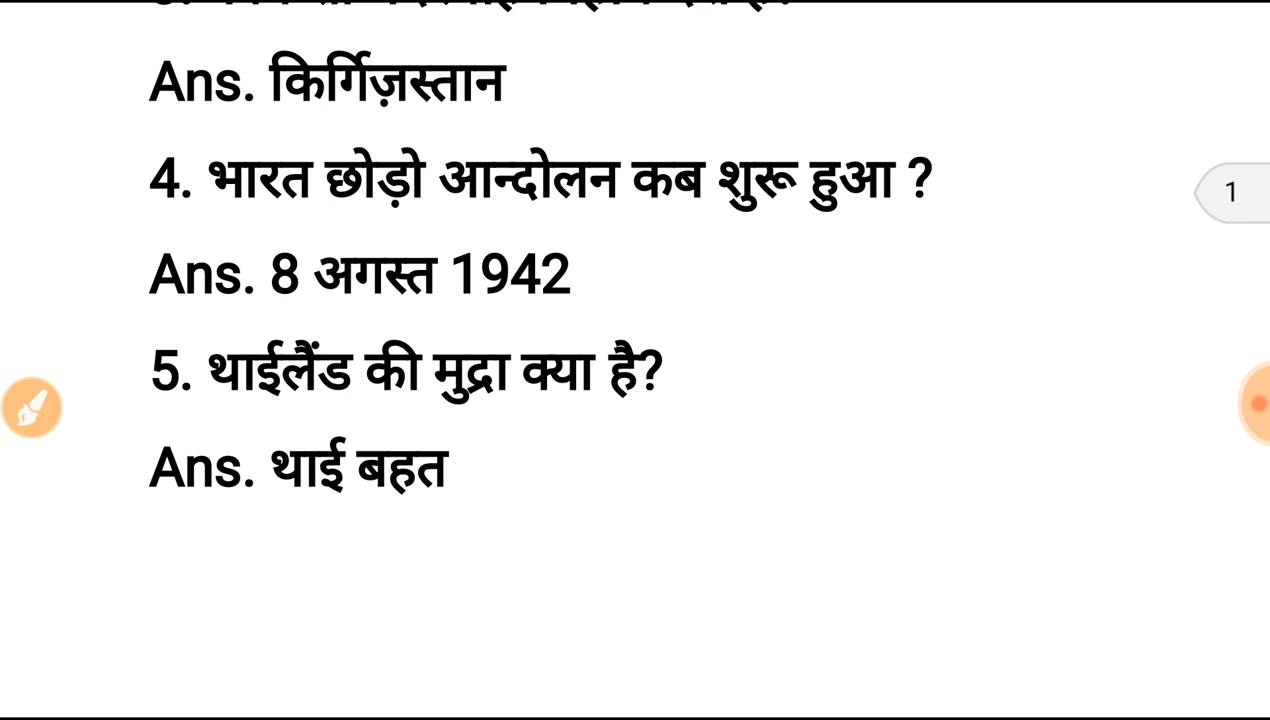 Ans. किर्गिज़स्तान
4. भारत छोड़ो आन्दोलन कब शुरू हुआ ?
1
Ans. 8 अगस्त 1942
5. थाईलैंड की मुद्रा क्या है?
Ans. थाई बहत